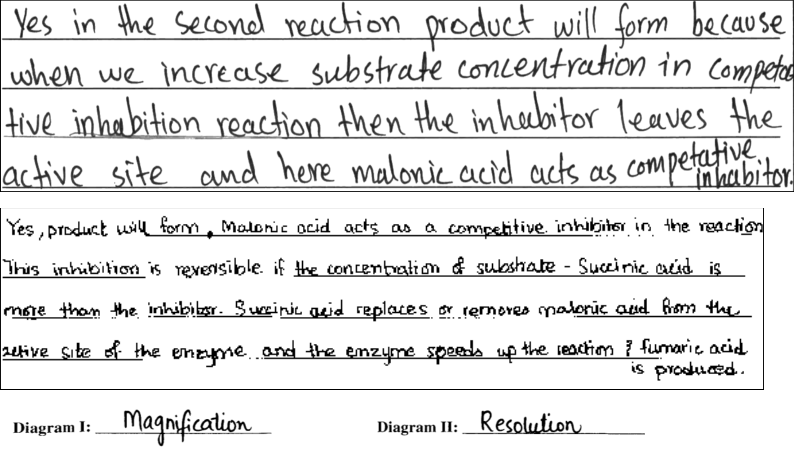 Yes in the second reaction product will form because
when we increase substrate concentration in competa
tive inhabition reaction then the inhabitor leaves the
active site and here malonic acid acts as competative
inhabitor.
Yes, product will form. Malonic acid acts as a competitive inhibitor in the reaction
This inhibition is reversible if the concentration of substrate - Succinic acid is
more than the inhibitor. Succinic acid replaces or removes malonic acid from the
active site of the enzyme and the enzyme speeds up the reaction & fumaric acid
is produced.
Diagram I: Magnification Diagram II: Resolution